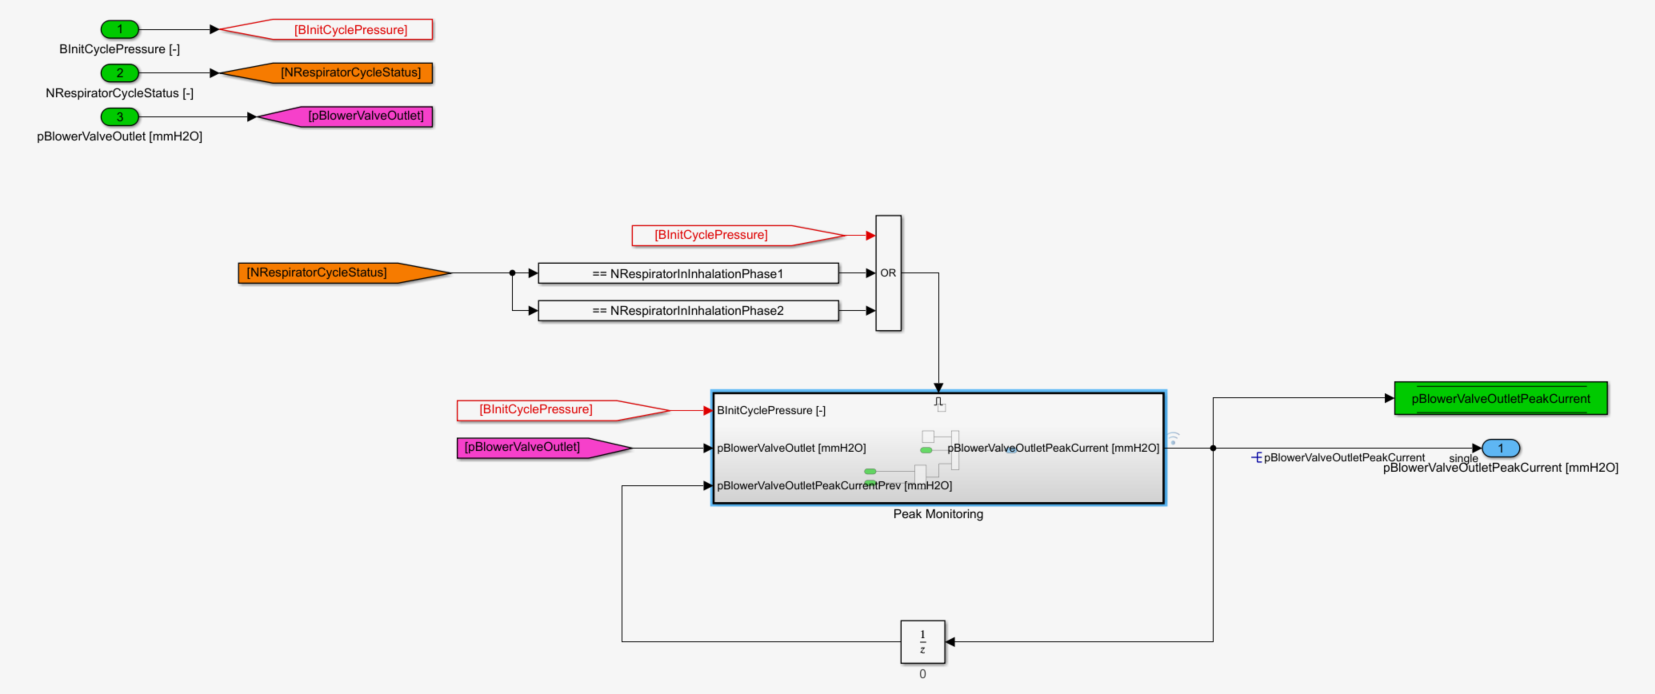 1
[BInitCyclePressure]
BInitCyclePressure [-]
2
[NRespiratorCycleStatus]
NRespiratorCycleStatus [-]
3
[pBlowerValveOutlet]
pBlowerValveOutlet [mmH2O]
[BInitCyclePressure]
[NRespiratorCycleStatus]
== NRespiratorInInhalationPhase1
OR
== NRespiratorInInhalationPhase2
[BInitCyclePressure]
BInitCyclePressure [-]
pBlowerValveOutletPeakCurrent
[pBlowerValveOutlet]
pBlowerValveOutlet [mmH2O]
pBlowerValveOutletPeakCurrent [mmH2O]
1
pBlowerValveOutletPeakCurrent
single
pBlowerValveOutletPeakCurrent [mmH2O]
pBlowerValveOutletPeakCurrentPrev [mmH2O]
Peak Monitoring
1
z
0